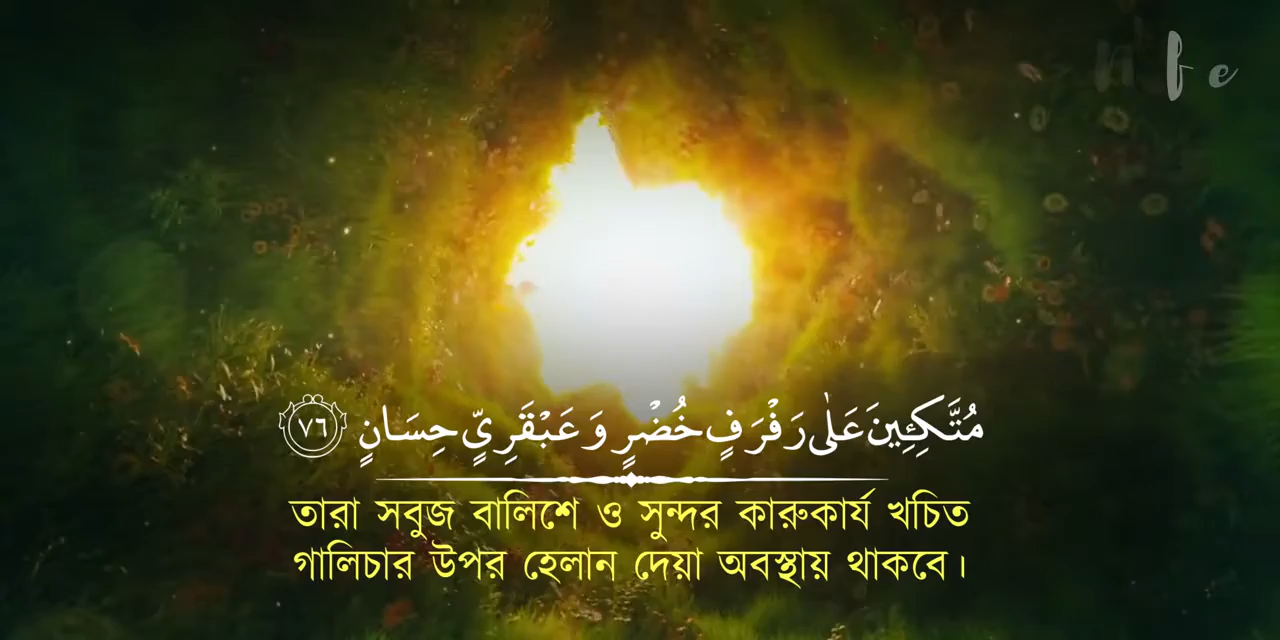 مُتَّكِـِٕينَ عَلٰى رَفْرَفٍ خُضْرٍ وَ عَبْقَرِيٍّ حِسَانٍ ٧٦
তারা সবুজ বালিশে ও সুন্দর কারুকার্য খচিত
গালিচার উপর হেলান দেয়া অবস্থায় থাকবে।